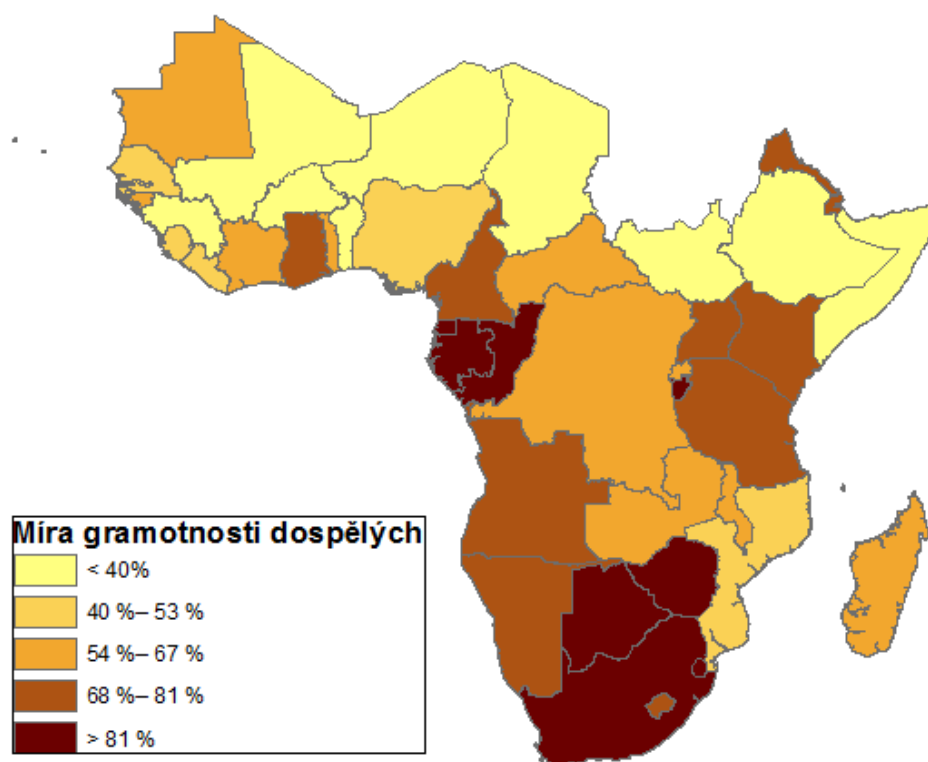 Míra gramotnosti dospělých
< 40%
40 %– 53 %
54 %– 67 %
68 %– 81 %
> 81 %